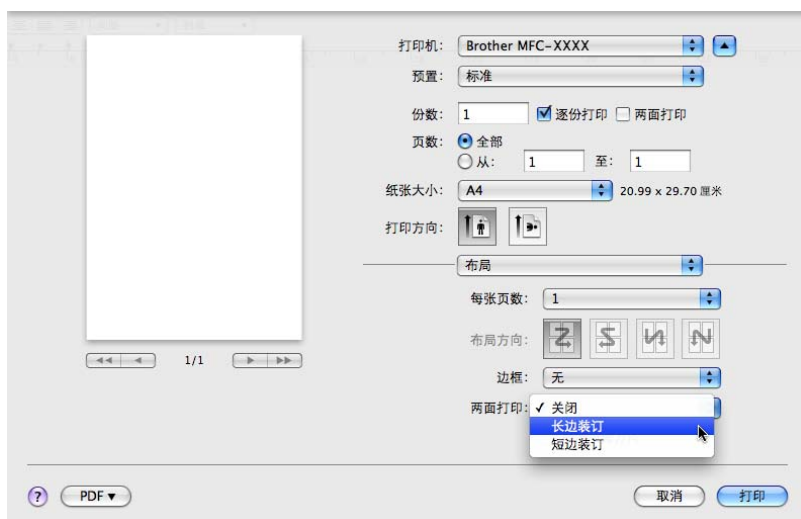 打印机: Brother MFC-XXXX
预置: 标准
份数: 1 逐份打印 两面打印
页数: 全部
从: 1 至: 1
纸张大小: A4 20.99 x 29.70 厘米
打印方向:
布局
每张页数: 1
布局方向:
1/1
边框: 无
两面打印: ✓ 关闭
长边装订
短边装订
? PDF▼ 取消 打印